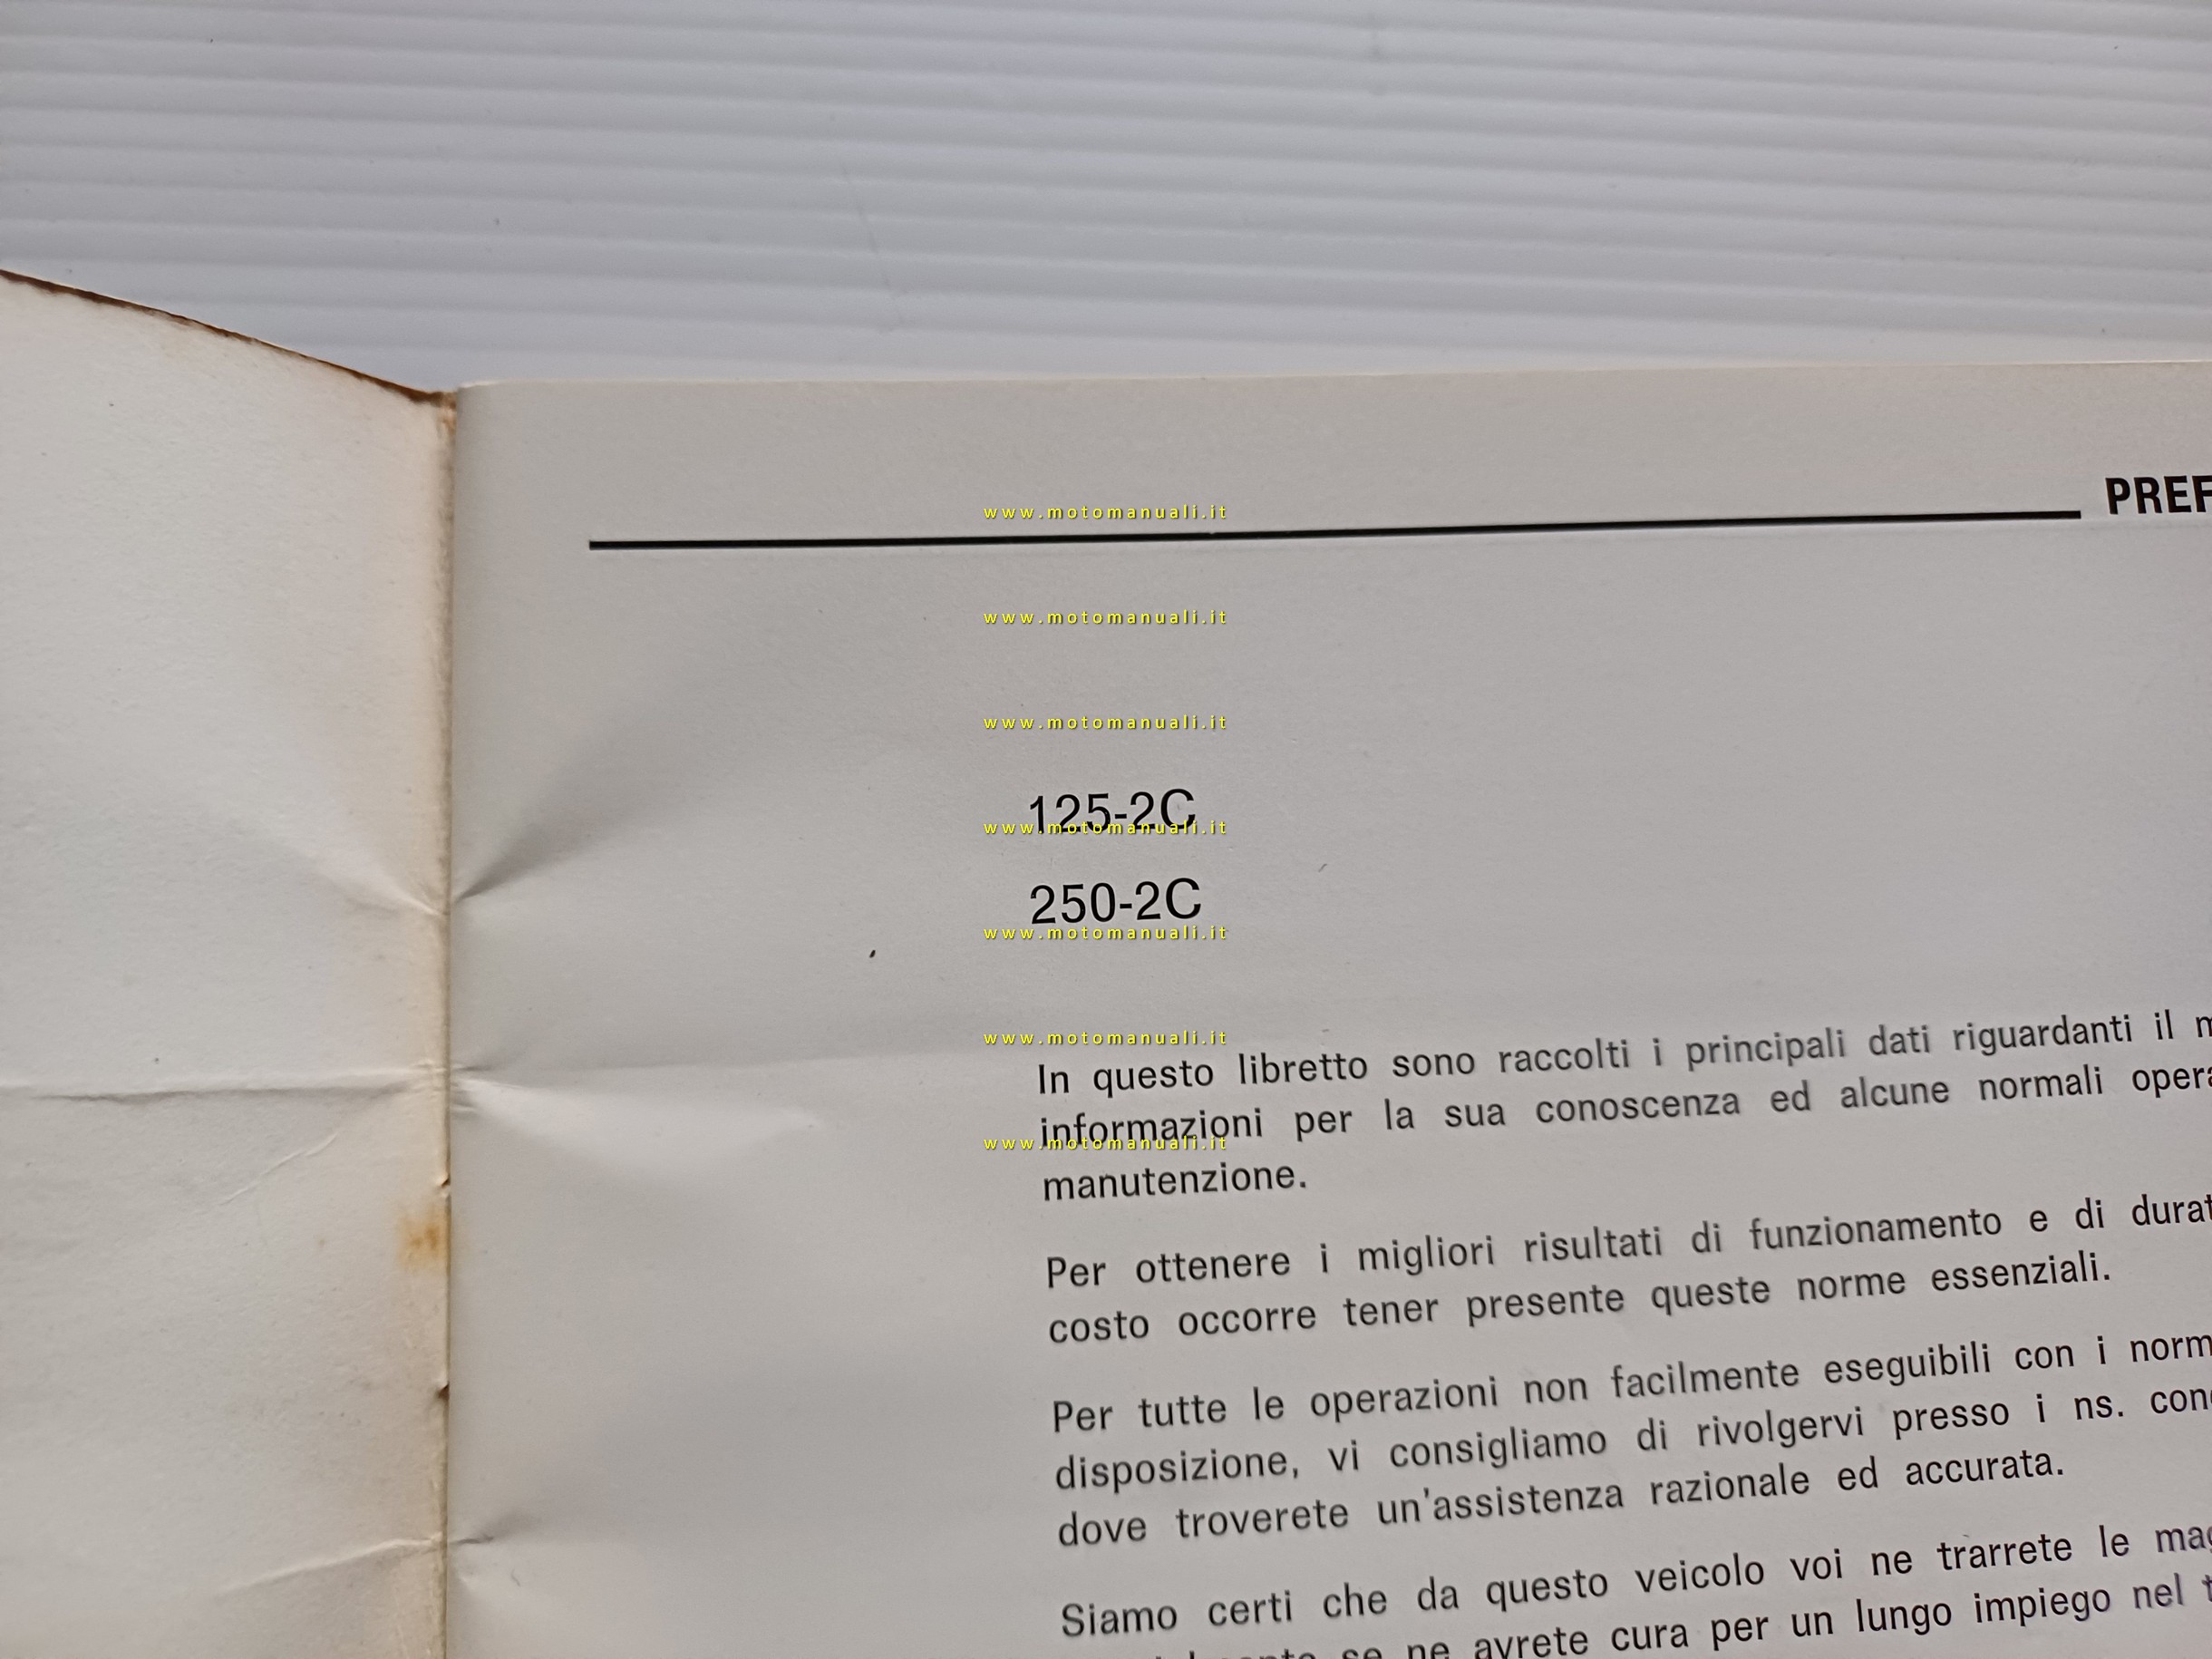 PREF
www.motomanuali.it
www.motomanuali.it
www.motomanuali.it
125-2C
www.motomanuali.it
250-2C
www.motomanuali.it
www.motomanuali.it
In questo libretto sono raccolti i principali dati riguardanti il
informazioni per la sua conoscenza ed alcune normali opera
www.motomanuali.it
manutenzione.
Per ottenere i migliori risultati di funzionamento e di durat
costo occorre tener presente queste norme essenziali.
Per tutte le operazioni non facilmente eseguibili con i norm
disposizione, vi consigliamo di rivolgervi presso i ns. con
dove troverete un'assistenza razionale ed accurata.
Siamo certi che da questo veicolo voi ne trarrete le mag
se ne avrete cura per un lungo impiego nel